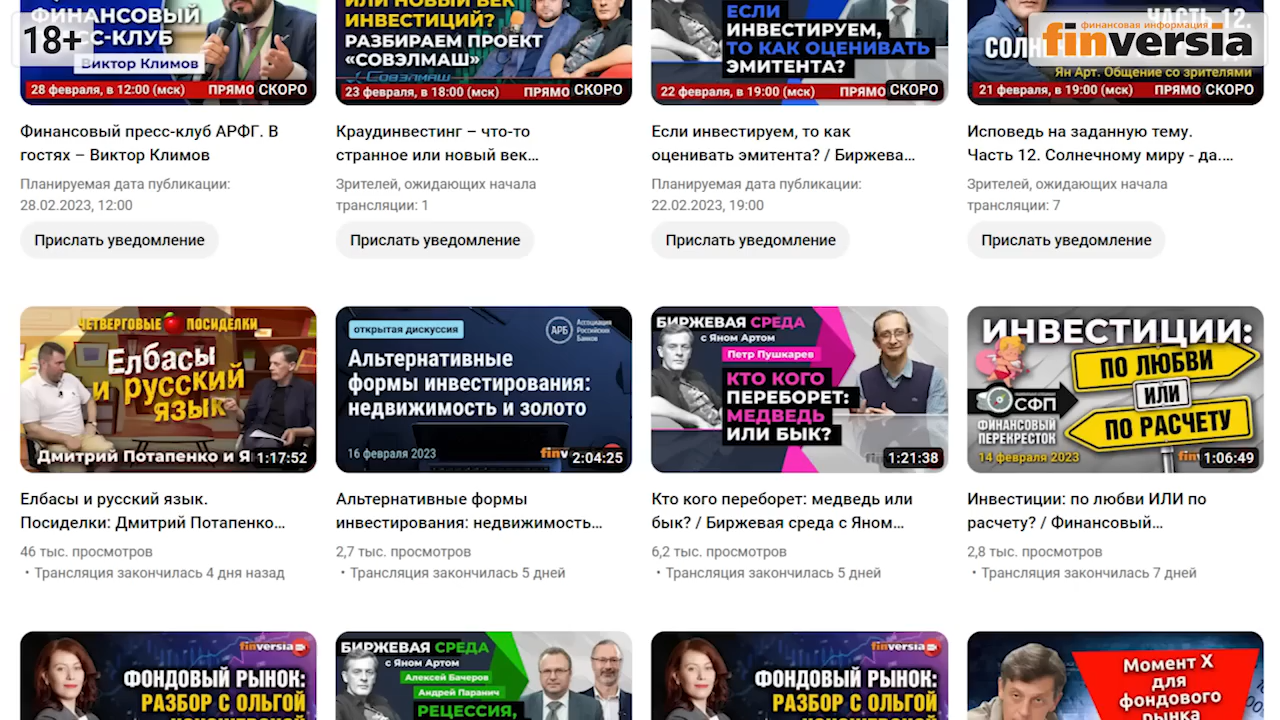 ФИНАНСОВЫЙ
18+
СС-КЛУБ
Виктор Климов
28 февраля, в 12:00 (мск)
ПРЯМО
СКОРО
ИЛИ НОВЫЙ ВЕК
ИНВЕСТИЦИЙ?
РАЗБИРАЕМ ПРОЕКТ
«СОВЭЛМАШ»
СОВЭЛМАШ
23 февраля, в 18:00 (мск)
ПРЯМО
СКОРО
ЕСЛИ
ИНВЕСТИРУЕМ,
ТО КАК ОЦЕНИВАТЬ
ЭМИТЕНТА?
22 февраля, в 19:00 (мск)
ПРЯМО
СКОРО
ЧАСТЬ 12.
финансовая информация
finversia
Ян Арт. Общение со зрителями
21 февраля, в 19:00 (мск)
ПРЯМО
СКОРО
Финансовый пресс-клуб АРФГ. В
гостях – Виктор Климов
Планируемая дата публикации:
28.02.2023, 12:00
Прислать уведомление
Краудинвестинг – что-то
странное или новый век...
Зрителей, ожидающих начала
трансляции: 1
Прислать уведомление
Если инвестируем, то как
оценивать эмитента? / Биржева...
Планируемая дата публикации:
22.02.2023, 19:00
Прислать уведомление
Исповедь на заданную тему.
Часть 12. Солнечному миру - да....
Зрителей, ожидающих начала
трансляции: 7
Прислать уведомление
ЧЕТВЕРГОВЫЕ ПОСИДЕЛКИ
Елбасы
и русский
язык
Дмитрий Потапенко и Я
1:17:52
открытая дискуссия
АРБ
Ассоциация
Российских
Банков
Альтернативные
формы инвестирования:
недвижимость и золото
16 февраля 2023
fin
2:04:25
БИРЖЕВАЯ СРЕДА
с Яном Артом
Петр Пушкарев
КТО КОГО
ПЕРЕБОРЕТ:
МЕДВЕДЬ
ИЛИ БЫК?
1:21:38
ИНВЕСТИЦИИ:
ПО ЛЮБВИ
ИЛИ
ПО РАСЧЕТУ
СФП
ФИНАНСОВЫЙ
ПЕРЕКРЕСТОК
14 февраля 2023
fin
1:06:49
Елбасы и русский язык.
Посиделки: Дмитрий Потапенко...
46 тыс. просмотров
• Трансляция закончилась 4 дня назад
Альтернативные формы
инвестирования: недвижимость...
2,7 тыс. просмотров
• Трансляция закончилась 5 дней
Кто кого переборет: медведь или
бык? / Биржевая среда с Яном...
6,2 тыс. просмотров
• Трансляция закончилась 5 дней
Инвестиции: по любви ИЛИ по
расчету? / Финансовый...
2,8 тыс. просмотров
• Трансляция закончилась 7 дней
finversia
ФОНДОВЫЙ РЫНОК:
РАЗБОР С ОЛЬГОЙ
БИРЖЕВАЯ СРЕДА
с Яном Артом
Алексей Бачеров
Андрей Паранич
РЕЦЕССИЯ,
finversia
ФОНДОВЫЙ РЫНОК:
РАЗБОР С ОЛЬГОЙ
Момент X
для
фондового
рынка